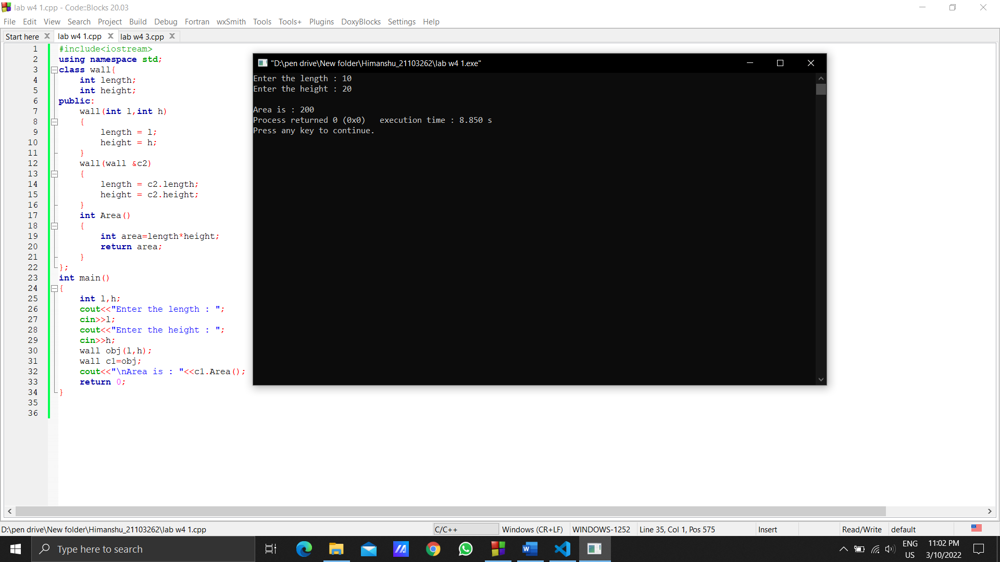 lab w4 1.cpp - Code::Blocks 20.03
File Edit View Search Project Build Debug Fortran wxSmith Tools Tools+ Plugins DoxyBlocks Settings Help
Start here lab w4 1.cpp lab w4 3.cpp
1 #include<iostream>
2 using namespace std;
3 class wall{
4 int length;
5 int height;
6 public:
7 wall(int l,int h)
8 {
9 length = l;
10 height = h;
11 }
12 wall(wall &c2)
13 {
14 length = c2.length;
15 height = c2.height;
16 }
17 int Area()
18 {
19 int area=length*height;
20 return area;
21 }
22 };
23 int main()
24 {
25 int l,h;
26 cout<<"Enter the length : ";
27 cin>>l;
28 cout<<"Enter the height : ";
29 cin>>h;
30 wall obj(l,h);
31 wall c1=obj;
32 cout<<"\nArea is : "<<c1.Area();
33 return 0;
34 }
35
36
"D:\pen drive\New folder\Himanshu_21103262\lab w4 1.exe"
Enter the length : 10
Enter the height : 20
Area is : 200
Process returned 0 (0x0) execution time : 8.850 s
Press any key to continue.
D:\pen drive\New folder\Himanshu_21103262\lab w4 1.cpp C/C++ Windows (CR+LF) WINDOWS-1252 Line 35, Col 1, Pos 575 Insert Read/Write default
Type here to search
ENG
US
11:02 PM
3/10/2022